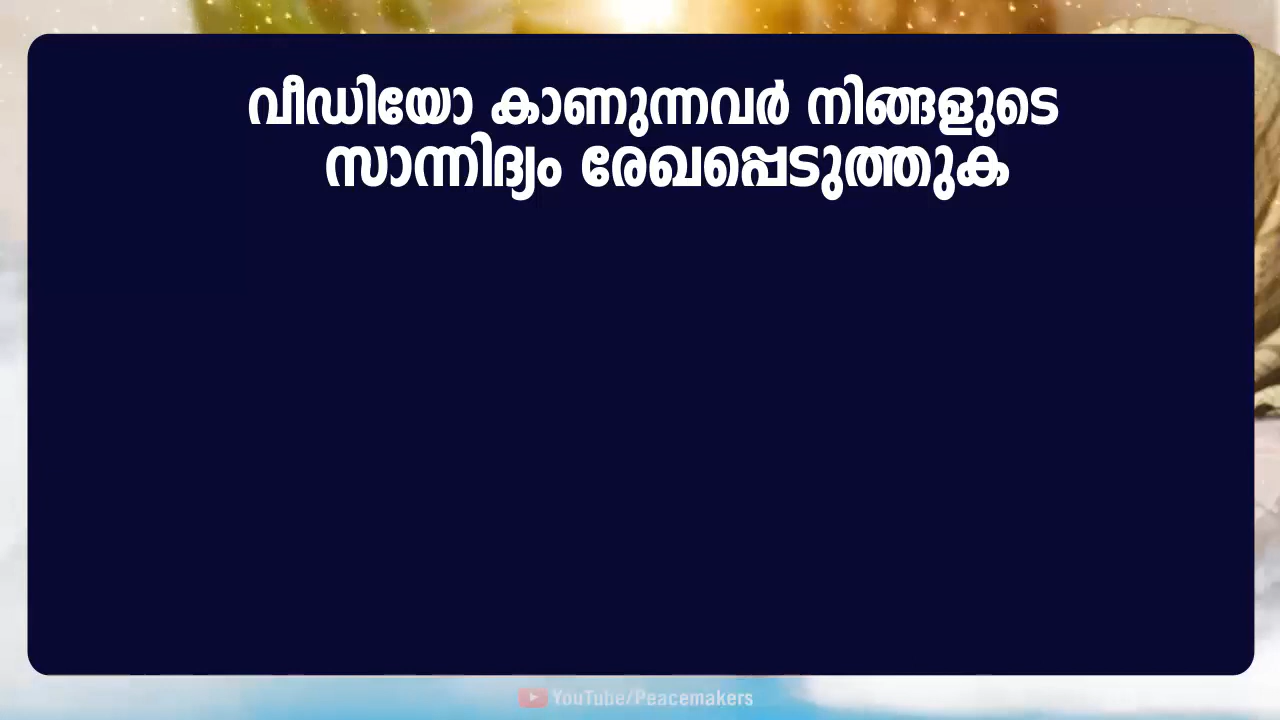 വീഡിയോ കാണുന്നവർ നിങ്ങളുടെ
സാന്നിദ്യം രേഖപ്പെടുത്തുക
YouTube/Peacemakers